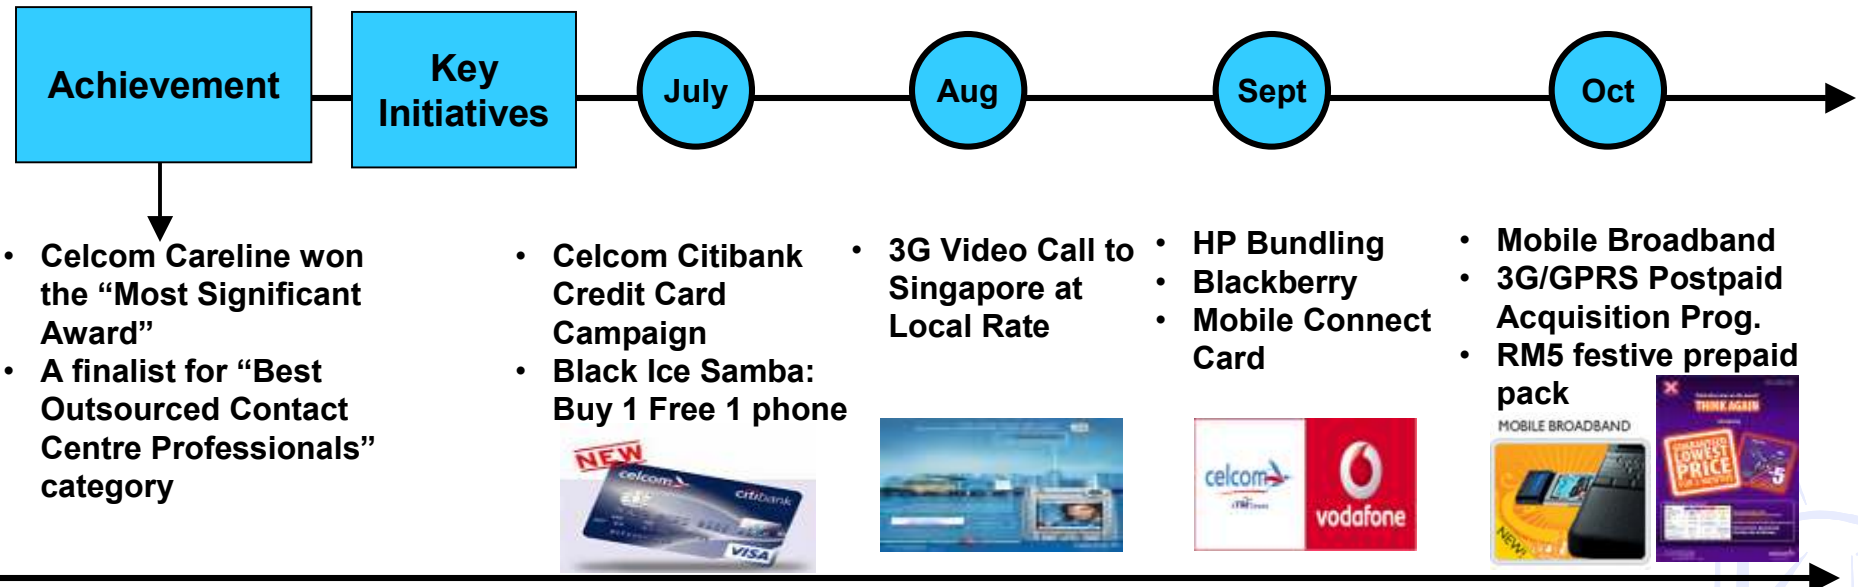 Achievement
Key
Initiatives
July
Aug
Sept
Oct
• Celcom Careline won
the “Most Significant
Award”
• A finalist for “Best
Outsourced Contact
Centre Professionals”
category
• Celcom Citibank
Credit Card
Campaign
• Black Ice Samba:
Buy 1 Free 1 phone
NEW
celcom
citibank
VISA
• 3G Video Call to
Singapore at
Local Rate
• HP Bundling
• Blackberry
• Mobile Connect
Card
celcom
vodafone
• Mobile Broadband
• 3G/GPRS Postpaid
Acquisition Prog.
• RM5 festive prepaid
pack
MOBILE BROADBAND
NEW!
THINK AGAIN
GUARANTEED
LOWEST
PRICE
5